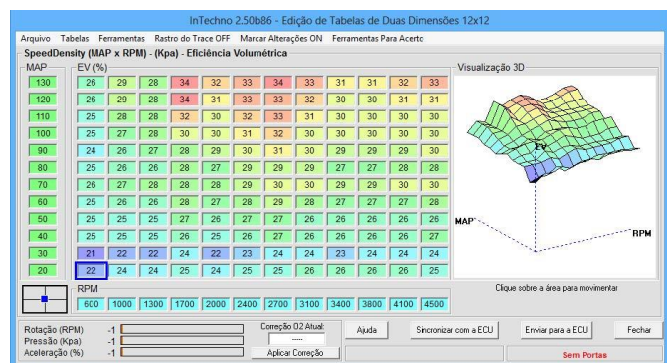 InTechno 2.50b86 - Edição de Tabelas de Duas Dimensões 12x12
Arquivo Tabelas Ferramentas Rastro do Trace OFF Marcar Alterações ON Ferramentas Para Acerto
SpeedDensity (MAP x RPM) - (Kpa) - Eficiência Volumétrica
MAP EV (%) Visualização 3D
130 26 29 28 34 32 33 34 33 31 31 32 33
120 26 29 28 34 31 33 33 32 30 30 31 31
110 25 28 28 32 30 32 33 31 30 30 30 30
100 25 27 28 30 30 31 32 30 30 30 30 30
90 24 26 27 28 29 30 31 30 29 29 29 30
80 25 26 26 28 27 29 29 29 27 27 28 28
70 26 27 28 28 28 29 30 30 29 29 30 30
60 25 26 28 28 26 29 28 28 27 27 27 28
50 25 25 25 27 26 27 27 26 26 26 26 27
40 25 25 25 26 25 26 27 26 26 26 26 27
30 21 22 22 24 22 23 24 24 23 24 24 24
20 22 24 24 25 24 25 25 26 26 26 26 25
MAP RPM
RPM
600 1000 1300 1700 2000 2400 2700 3100 3400 3800 4100 4500
Clique sobre a área para movimentar
Rotação (RPM) -1
Pressão (Kpa) -1
Aceleração (%) -1
Correção O2 Atual:
-----
Aplicar Correção
Ajuda Sincronizar com a ECU Enviar para a ECU Fechar
Sem Portas